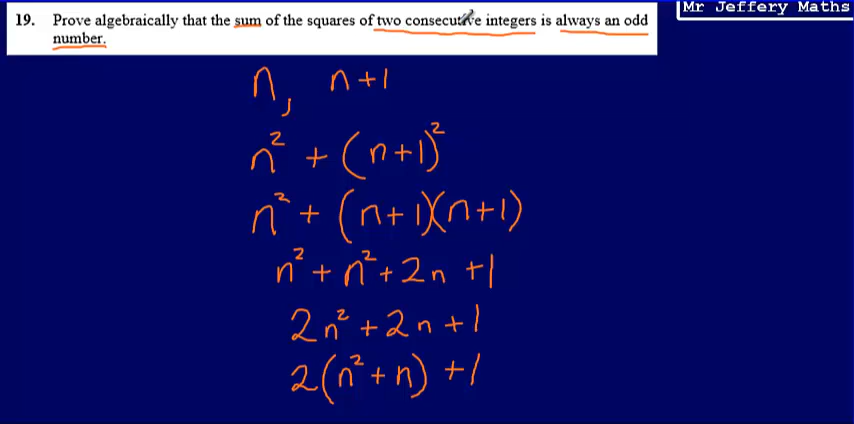 19. Prove algebraically that the sum of the squares of two consecutive integers is always an odd
number.
Mr Jeffery Maths
n, n+1
n² + (n+1)²
n² + (n+1)(n+1)
n² + n² + 2n + 1
2n² + 2n + 1
2(n² + n) + 1